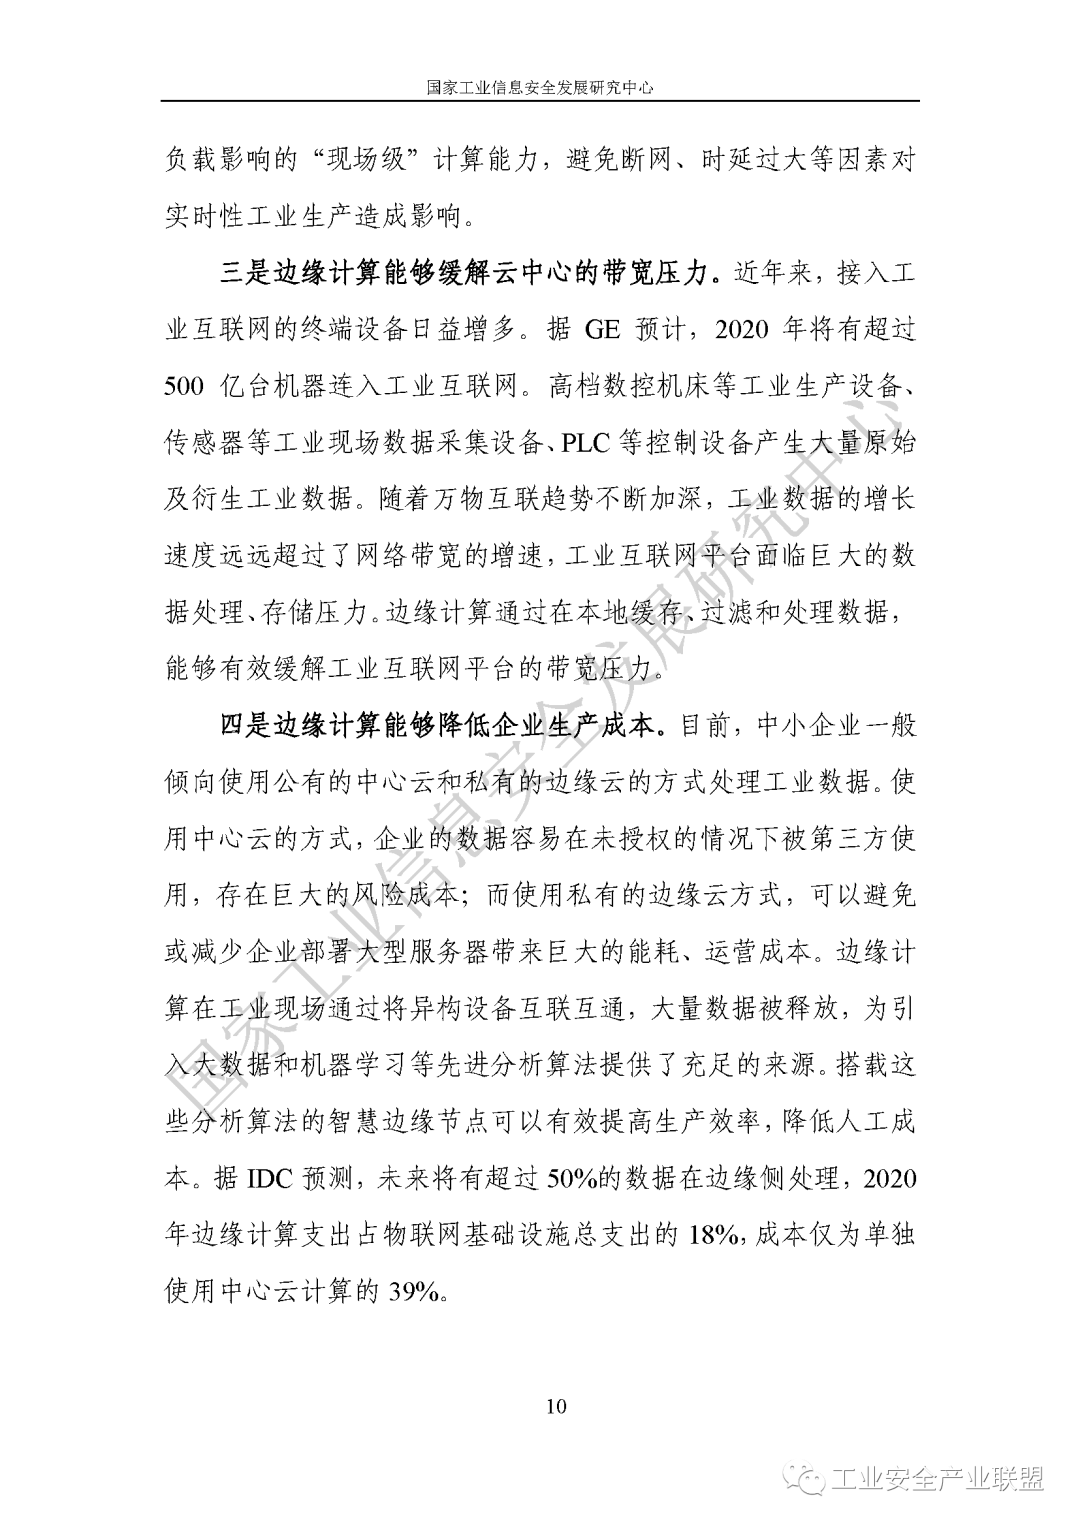 国家工业信息安全发展研究中心
负载影响的“现场级”计算能力，避免断网、时延过大等因素对
实时性工业生产造成影响。
三是边缘计算能够缓解云中心的带宽压力。近年来，接入工
业互联网的终端设备日益增多。据 GE 预计，2020 年将有超过
500 亿台机器连入工业互联网。高档数控机床等工业生产设备、
传感器等工业现场数据采集设备、PLC 等控制设备产生大量原始
及衍生工业数据。随着万物互联趋势不断加深，工业数据的增长
速度远远超过了网络带宽的增速，工业互联网平台面临巨大的数
据处理、存储压力。边缘计算通过在本地缓存、过滤和处理数据，
能够有效缓解工业互联网平台的带宽压力。
四是边缘计算能够降低企业生产成本。目前，中小企业一般
倾向使用公有的中心云和私有的边缘云的方式处理工业数据。使
用中心云的方式，企业的数据容易在未授权的情况下被第三方使
用，存在巨大的风险成本；而使用私有的边缘云方式，可以避免
或减少企业部署大型服务器带来巨大的能耗、运营成本。边缘计
算在工业现场通过将异构设备互联互通，大量数据被释放，为引
入大数据和机器学习等先进分析算法提供了充足的来源。搭载这
些分析算法的智慧边缘节点可以有效提高生产效率，降低人工成
本。据 IDC 预测，未来将有超过 50%的数据在边缘侧处理，2020
年边缘计算支出占物联网基础设施总支出的 18%，成本仅为单独
使用中心云计算的 39%。
国家工业信息安全发展研究中心
10
工业安全产业联盟